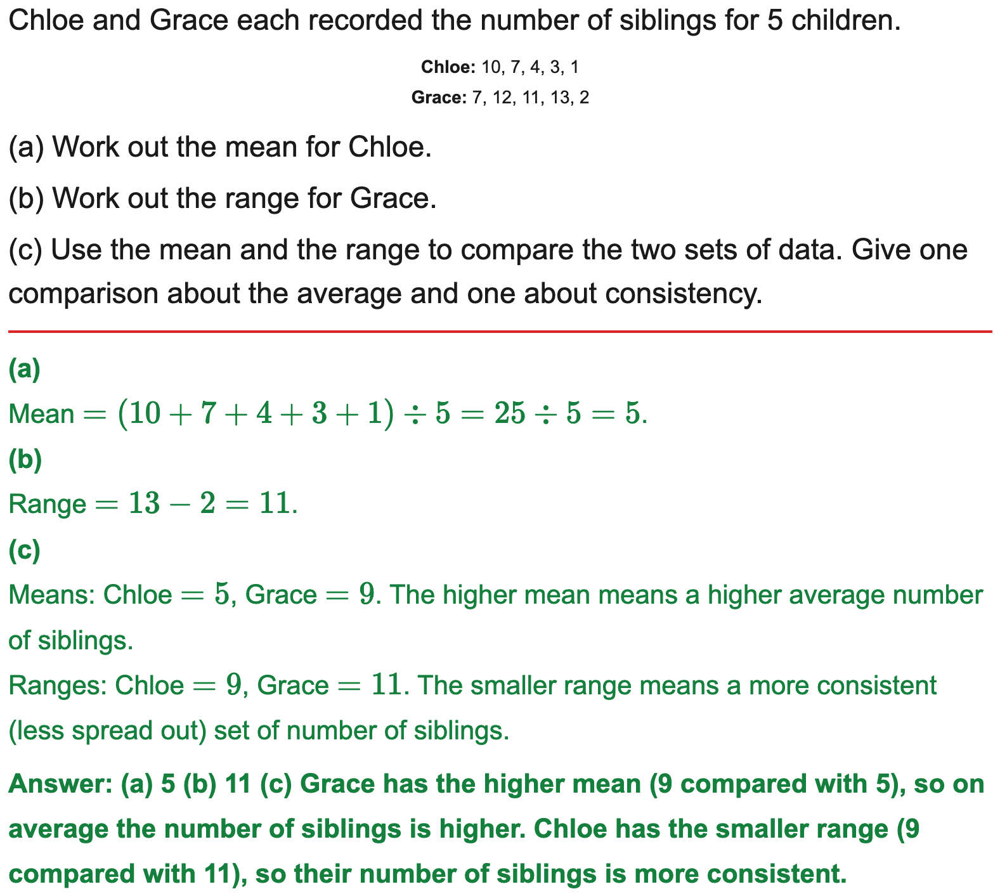 Chloe and Grace each recorded the number of siblings for 5 children.
Chloe: 10, 7, 4, 3, 1
Grace: 7, 12, 11, 13, 2
(a) Work out the mean for Chloe.
(b) Work out the range for Grace.
(c) Use the mean and the range to compare the two sets of data. Give one
comparison about the average and one about consistency.
(a)
Mean = (10 + 7 + 4 + 3 + 1) ÷ 5 = 25 ÷ 5 = 5.
(b)
Range = 13 − 2 = 11.
(c)
Means: Chloe = 5, Grace = 9. The higher mean means a higher average number
of siblings.
Ranges: Chloe = 9, Grace = 11. The smaller range means a more consistent
(less spread out) set of number of siblings.
Answer: (a) 5 (b) 11 (c) Grace has the higher mean (9 compared with 5), so on
average the number of siblings is higher. Chloe has the smaller range (9
compared with 11), so their number of siblings is more consistent.